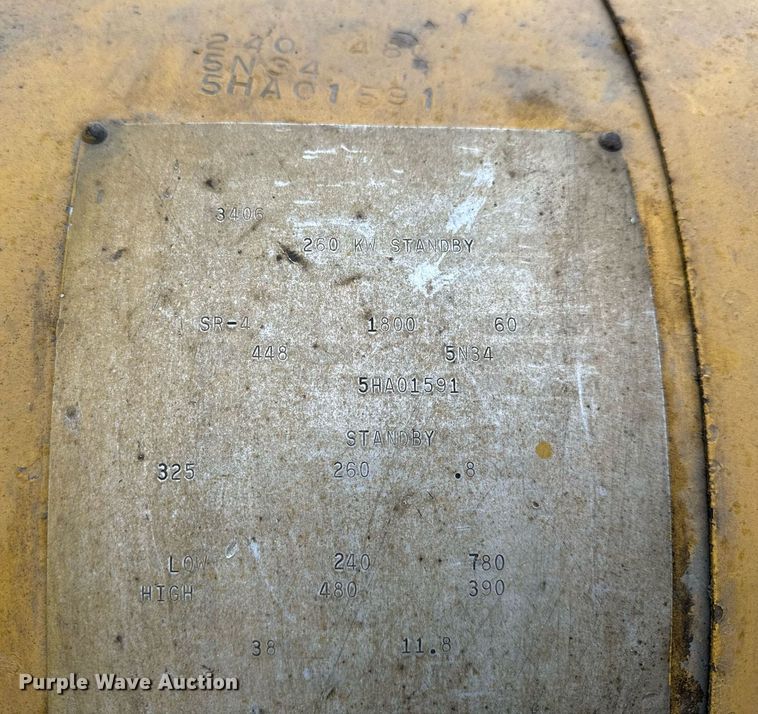 240 48
5N34
5HA01591
3406
260 KW STANDBY
SR-4 1800 60
448 5N34
5HA01591
STANDBY
325 260 .8
LOW 240 780
HIGH 480 390
38 11.8
Purple Wave Auction